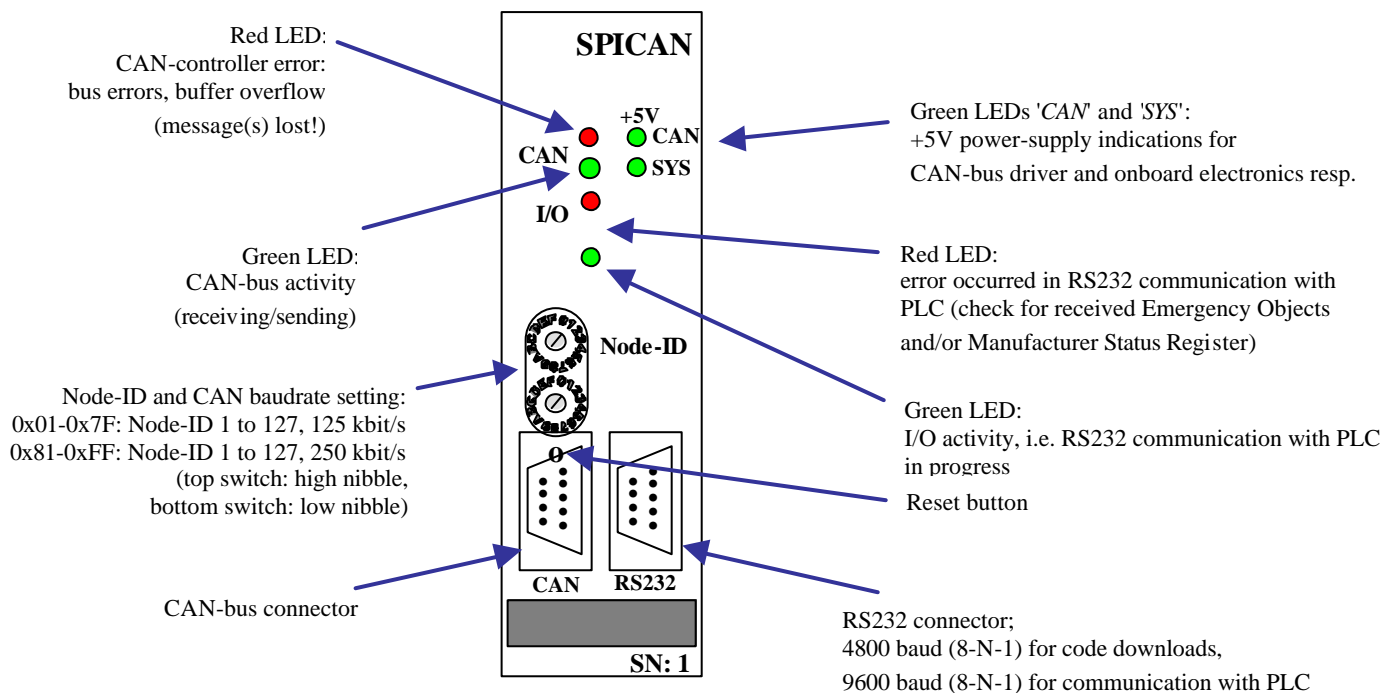 Red LED:
CAN-controller error:
bus errors, buffer overflow
(message(s) lost!)
Green LED:
CAN-bus activity
(receiving/sending)
Node-ID and CAN baudrate setting:
0x01-0x7F: Node-ID 1 to 127, 125 kbit/s
0x81-0xFF: Node-ID 1 to 127, 250 kbit/s
(top switch: high nibble,
bottom switch: low nibble)
CAN-bus connector
SPICAN
+5V
CAN
CAN
SYS
I/O
Node-ID
O
CAN
RS232
SN: 1
Green LEDs 'CAN' and 'SYS':
+5V power-supply indications for
CAN-bus driver and onboard electronics resp.
Red LED:
error occurred in RS232 communication with
PLC (check for received Emergency Objects
and/or Manufacturer Status Register)
Green LED:
I/O activity, i.e. RS232 communication with PLC
in progress
Reset button
RS232 connector;
4800 baud (8-N-1) for code downloads,
9600 baud (8-N-1) for communication with PLC